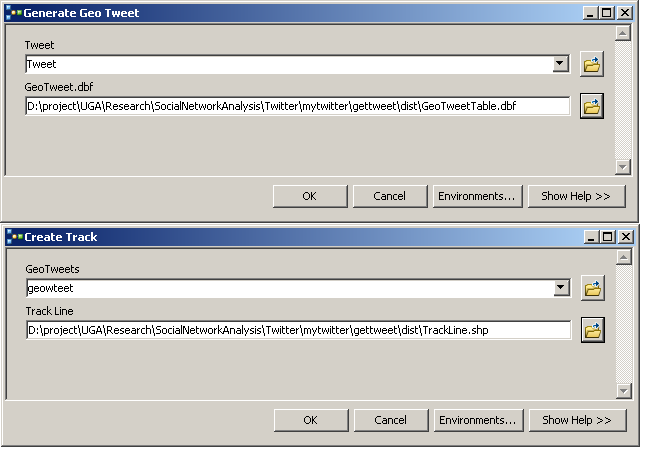 Generate Geo Tweet
Tweet
Tweet
GeoTweet.dbf
D:\project\UGA\Research\SocialNetworkAnalysis\Twitter\mytwitter\gettweet\dist\GeoTweetTable.dbf
OK Cancel Environments... Show Help >>
Create Track
GeoTweets
geowteet
Track Line
D:\project\UGA\Research\SocialNetworkAnalysis\Twitter\mytwitter\gettweet\dist\TrackLine.shp
OK Cancel Environments... Show Help >>